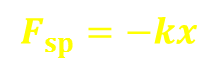 F_sp = −kx